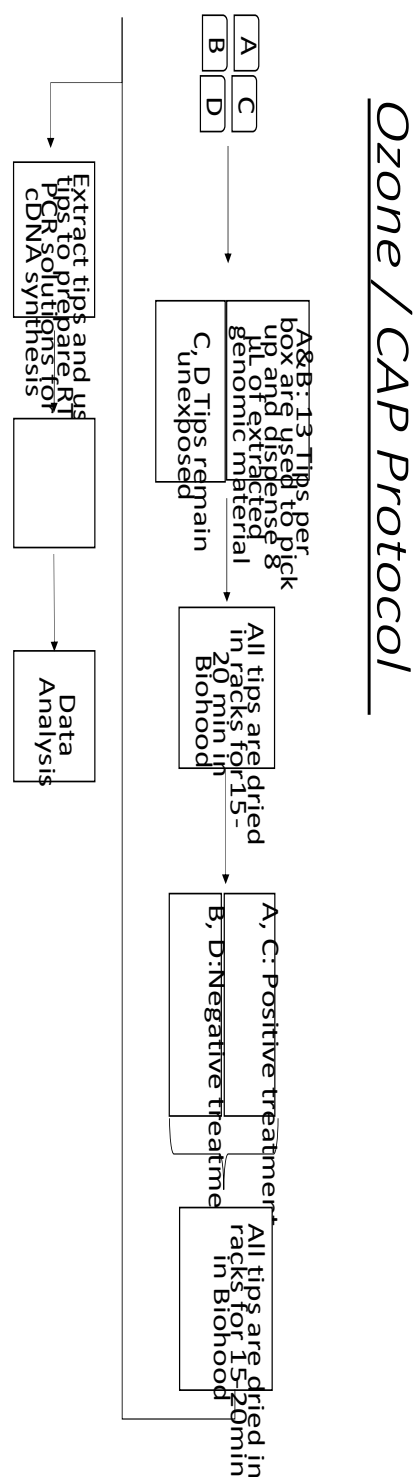 Ozone / CAP Protocol
A
C
B
D
A&B: 13 Tips per
box are used to pick
up and dispense 8
µL of extracted
genomic material
C, D Tips remain
unexposed
All tips are dried
in racks for15-
20 min in
Biohood
A, C: Positive treatment
B, D:Negative treatme
All tips are dried in
racks for 15-20min
in Biohood
Extract tips and us
tips to prepare RT
PCR solutions for
cDNA synthesis
Data
Analysis